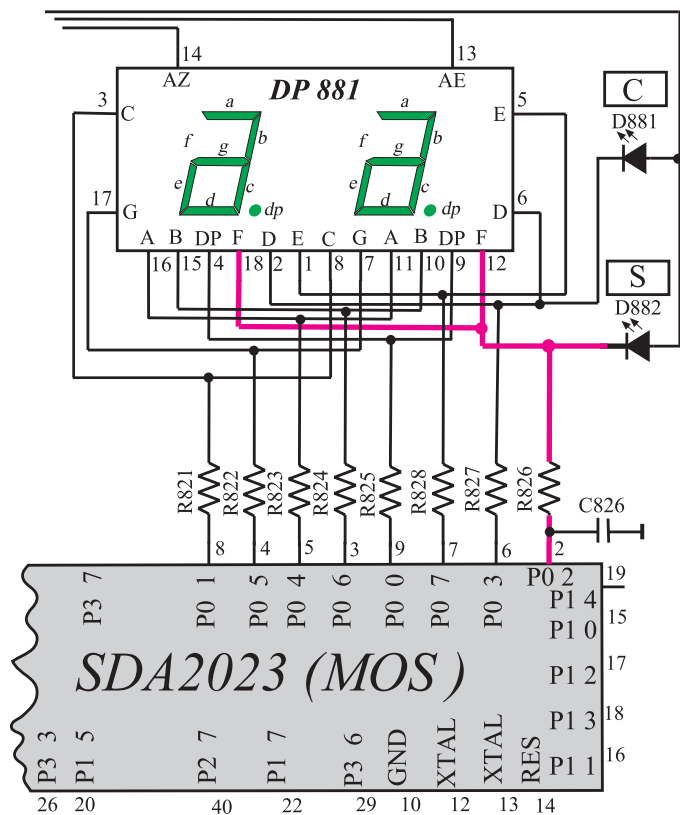 14 13
AZ DP 881 AE
C
D881
3 C E 5
a a
f b f b
g g
e c e c
d d
dp dp
17 G D 6
A B DP F D E C G A B DP F
16 15 4 18 2 1 8 7 11 10 9 12
S
D882
R821 R822 R823 R824 R825 R828 R827 R826
C826
8 4 5 3 9 7 6 2
P3 7 P0 1 P0 5 P0 4 P0 6 P0 0 P0 7 P0 3 P0 2
19
P1 4
15
P1 0
SDA2023 (MOS )
17
P1 2
18
P1 3
16
P1 1
P3 3 P1 5 P2 7 P1 7 P3 6 GND XTAL XTAL RES
26 20 40 22 29 10 12 13 14